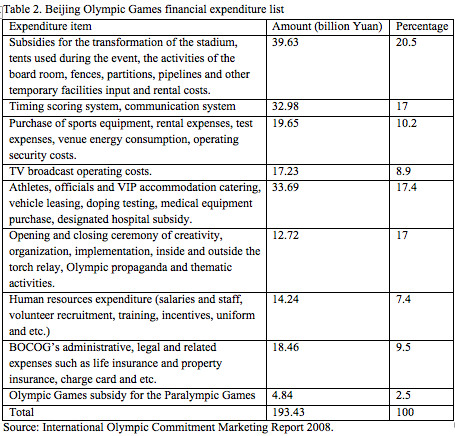 Table 2. Beijing Olympic Games financial expenditure list
Expenditure item Amount (billion Yuan) Percentage
Subsidies for the transformation of the stadium, 39.63 20.5
tents used during the event, the activities of the
board room, fences, partitions, pipelines and other
temporary facilities input and rental costs.
Timing scoring system, communication system 32.98 17
Purchase of sports equipment, rental expenses, test 19.65 10.2
expenses, venue energy consumption, operating
security costs.
TV broadcast operating costs. 17.23 8.9
Athletes, officials and VIP accommodation catering, 33.69 17.4
vehicle leasing, doping testing, medical equipment
purchase, designated hospital subsidy.
Opening and closing ceremony of creativity, 12.72 17
organization, implementation, inside and outside the
torch relay, Olympic propaganda and thematic
activities.
Human resources expenditure (salaries and staff, 14.24 7.4
volunteer recruitment, training, incentives, uniform
and etc.)
BOCOG's administrative, legal and related 18.46 9.5
expenses such as life insurance and property
insurance, charge card and etc.
Olympic Games subsidy for the Paralympic Games 4.84 2.5
Total 193.43 100
Source: International Olympic Commitment Marketing Report 2008.